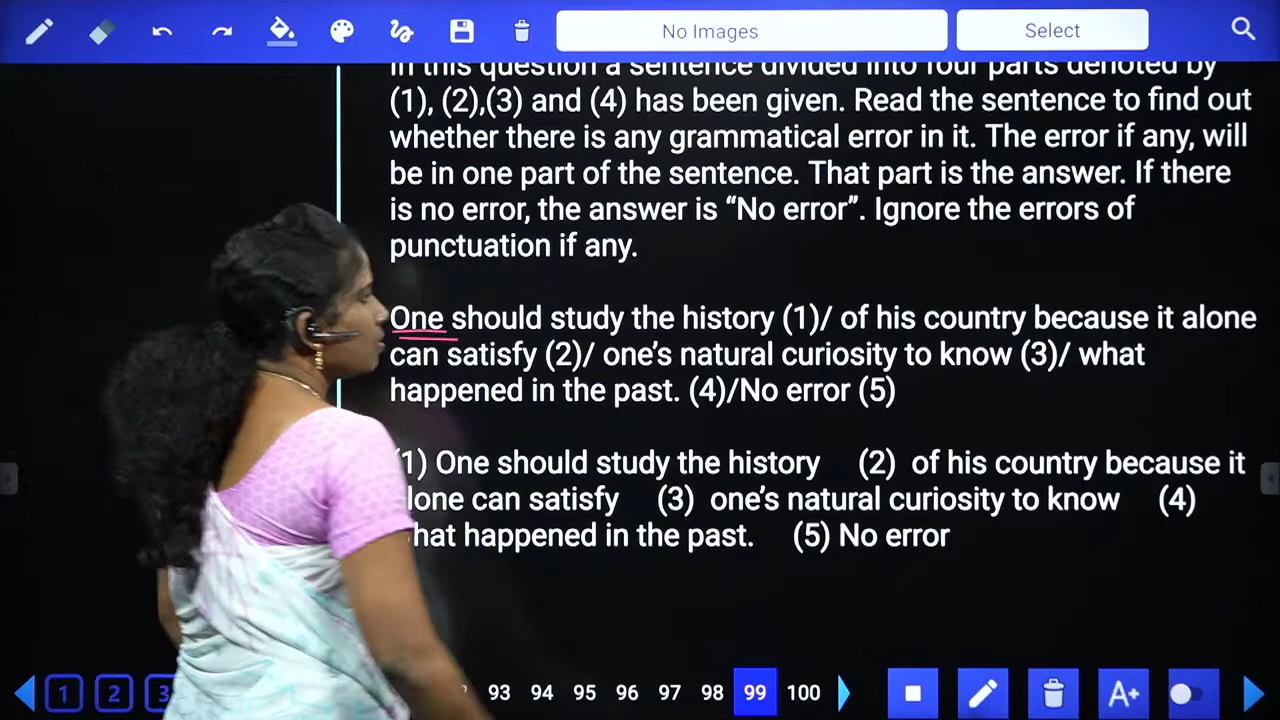 No Images
Select
In this question a sentence divided into four parts denoted by
(1), (2),(3) and (4) has been given. Read the sentence to find out
whether there is any grammatical error in it. The error if any, will
be in one part of the sentence. That part is the answer. If there
is no error, the answer is “No error”. Ignore the errors of
punctuation if any.
One should study the history (1)/ of his country because it alone
can satisfy (2)/ one's natural curiosity to know (3)/ what
happened in the past. (4)/No error (5)
(1) One should study the history (2) of his country because it
can satisfy (3) one's natural curiosity to know (4)
happened in the past. (5) No error
1 2 3 93 94 95 96 97 98 99 100
A+